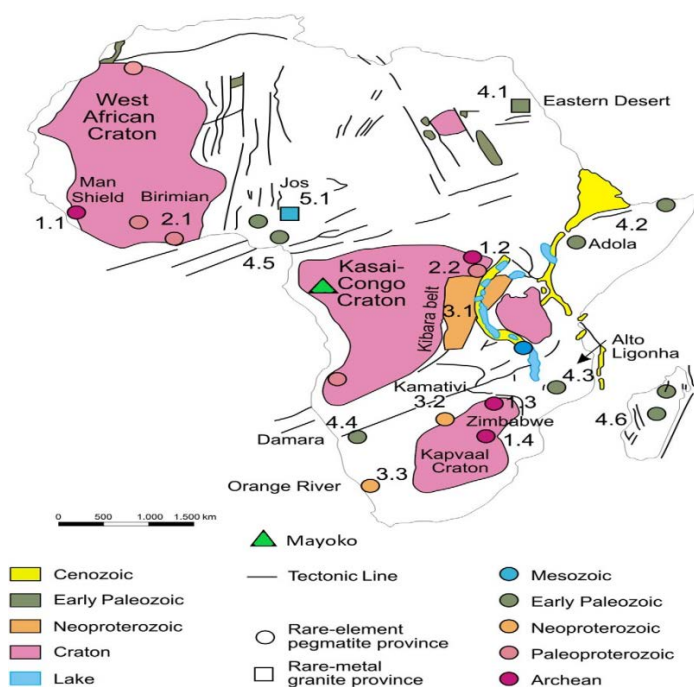 4.1
Eastern Desert
West
African
Craton
Man
Shield
Birimian
1.1
2.1
Jos
5.1
4.5
4.2
Adola
1.2
2.2
Kasai-
Congo
Craton
Kibara belt
3.1
Alto
Ligonha
4.3
Kamativi
1.3
3.2
Zimbabwe
4.6
4.4
Damara
1.4
Kapvaal
Craton
3.3
Orange River
0 500 1.000 1.500 km
Mayoko
Cenozoic
Tectonic Line
Mesozoic
Early Paleozoic
Early Paleozoic
Neoproterozoic
Rare-element
pegmatite province
Neoproterozoic
Craton
Paleoproterozoic
Lake
Rare-metal
granite province
Archean